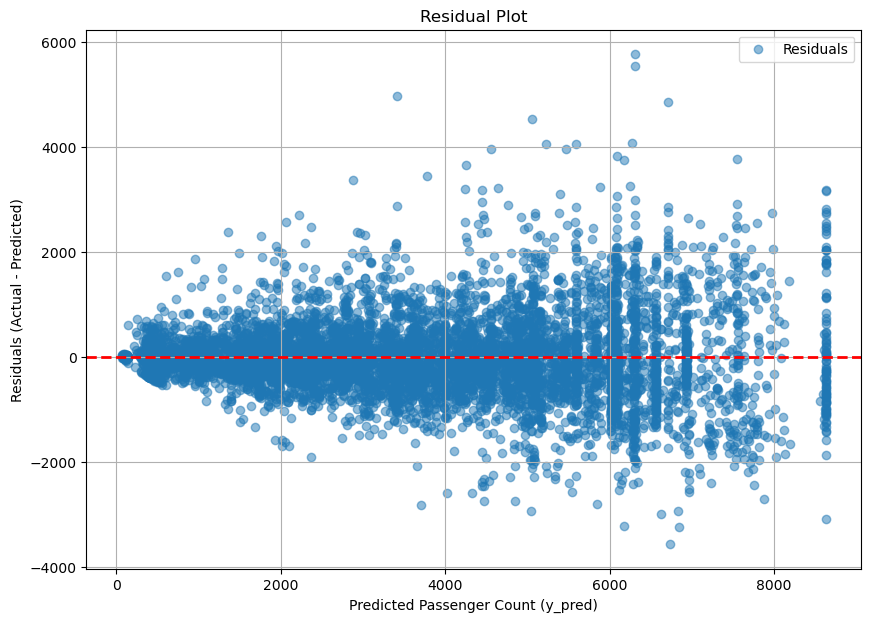 Residual Plot
Residuals
Residuals (Actual - Predicted)
6000
4000
2000
0
−2000
−4000
0
2000
4000
6000
8000
Predicted Passenger Count (y_pred)